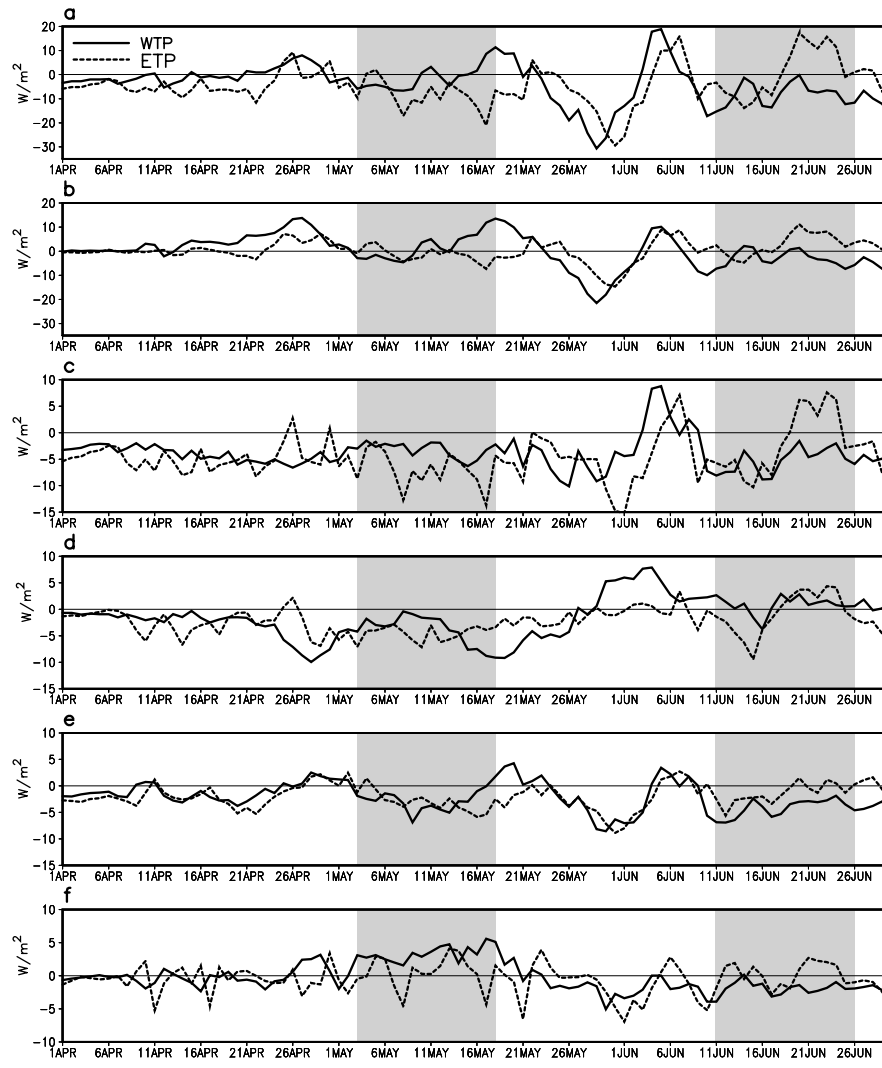 a
20
10
0
-10
-20
-30
W/m²
WTP
ETP
1APR 6APR 11APR 16APR 21APR 26APR 1MAY 6MAY 11MAY 16MAY 21MAY 26MAY 1JUN 6JUN 11JUN 16JUN 21JUN 26JUN
b
20
10
0
-10
-20
-30
W/m²
1APR 6APR 11APR 16APR 21APR 26APR 1MAY 6MAY 11MAY 16MAY 21MAY 26MAY 1JUN 6JUN 11JUN 16JUN 21JUN 26JUN
c
10
5
0
-5
-10
-15
W/m²
1APR 6APR 11APR 16APR 21APR 26APR 1MAY 6MAY 11MAY 16MAY 21MAY 26MAY 1JUN 6JUN 11JUN 16JUN 21JUN 26JUN
d
10
5
0
-5
-10
-15
W/m²
1APR 6APR 11APR 16APR 21APR 26APR 1MAY 6MAY 11MAY 16MAY 21MAY 26MAY 1JUN 6JUN 11JUN 16JUN 21JUN 26JUN
e
10
5
0
-5
-10
-15
W/m²
1APR 6APR 11APR 16APR 21APR 26APR 1MAY 6MAY 11MAY 16MAY 21MAY 26MAY 1JUN 6JUN 11JUN 16JUN 21JUN 26JUN
f
10
5
0
-5
-10
W/m²
1APR 6APR 11APR 16APR 21APR 26APR 1MAY 6MAY 11MAY 16MAY 21MAY 26MAY 1JUN 6JUN 11JUN 16JUN 21JUN 26JUN